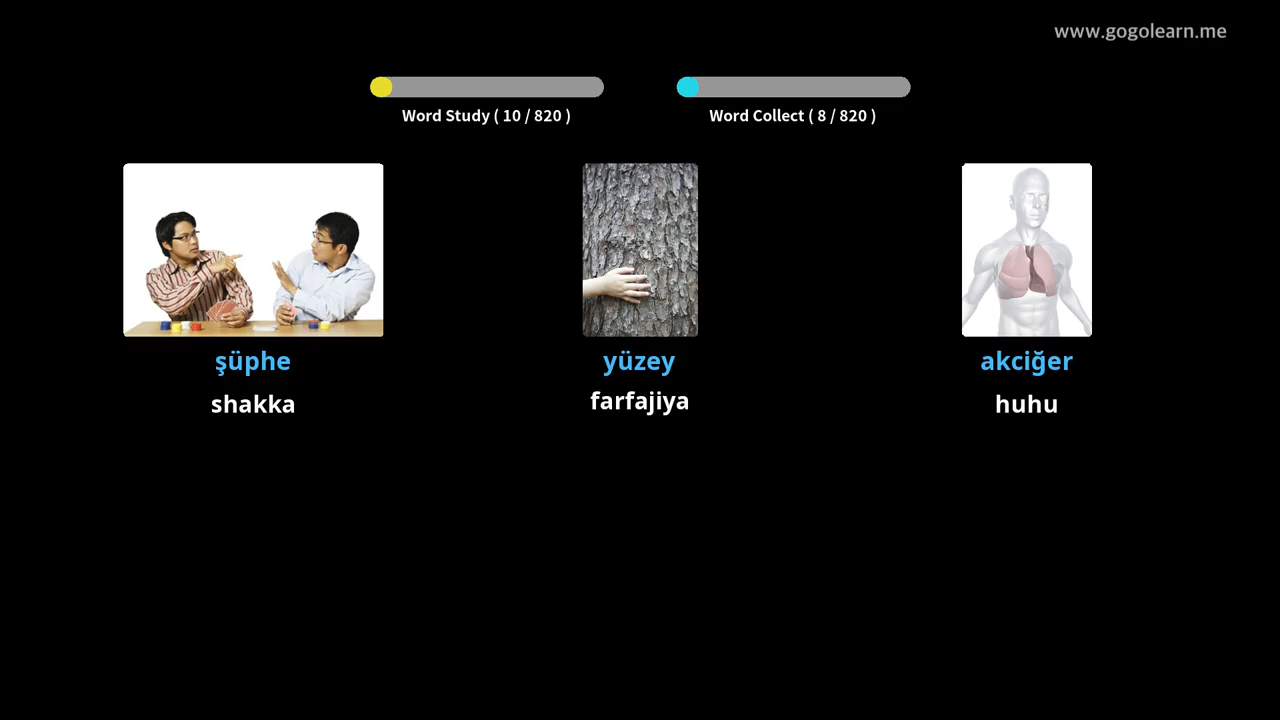 www.gogolearn.me
Word Study ( 10 / 820 )
Word Collect ( 8 / 820 )
şüphe
yüzey
akciğer
shakka
farfajiya
huhu